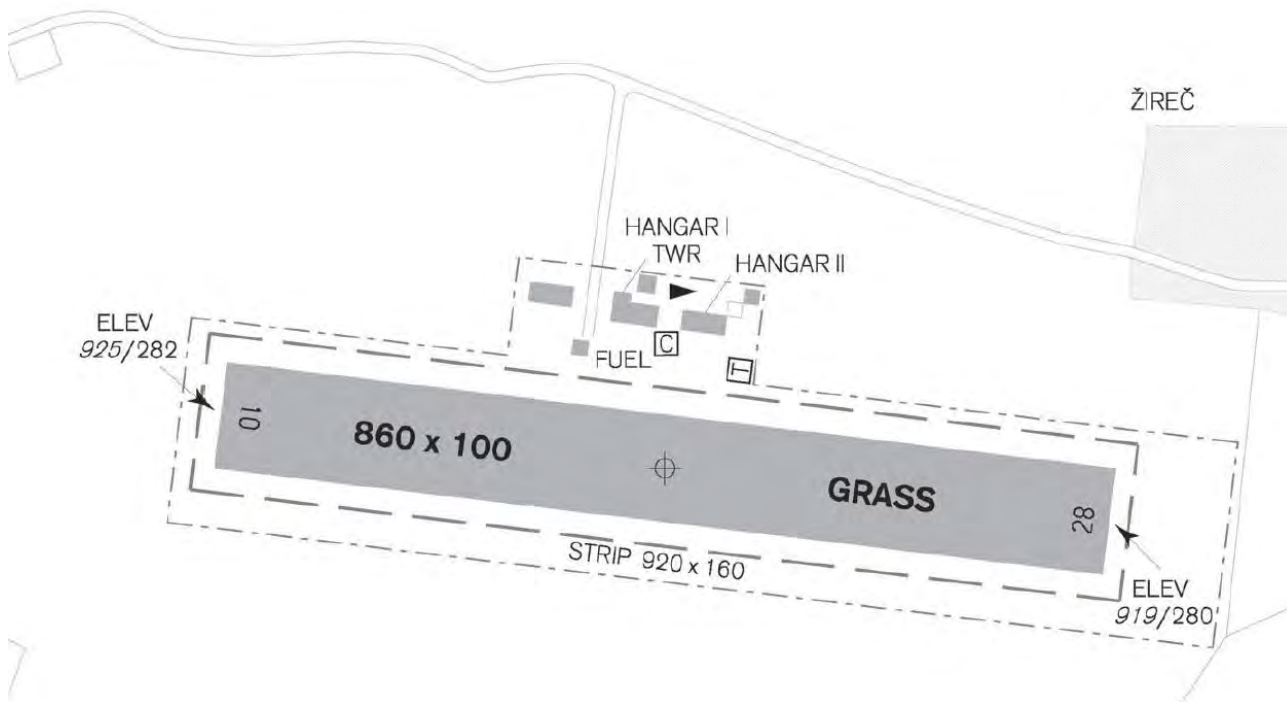 ŽIREČ
HANGAR I
TWR
HANGAR II
ELEV
925/282
C
FUEL
T
10
860 x 100
GRASS
28
STRIP 920 x 160
ELEV
919/280